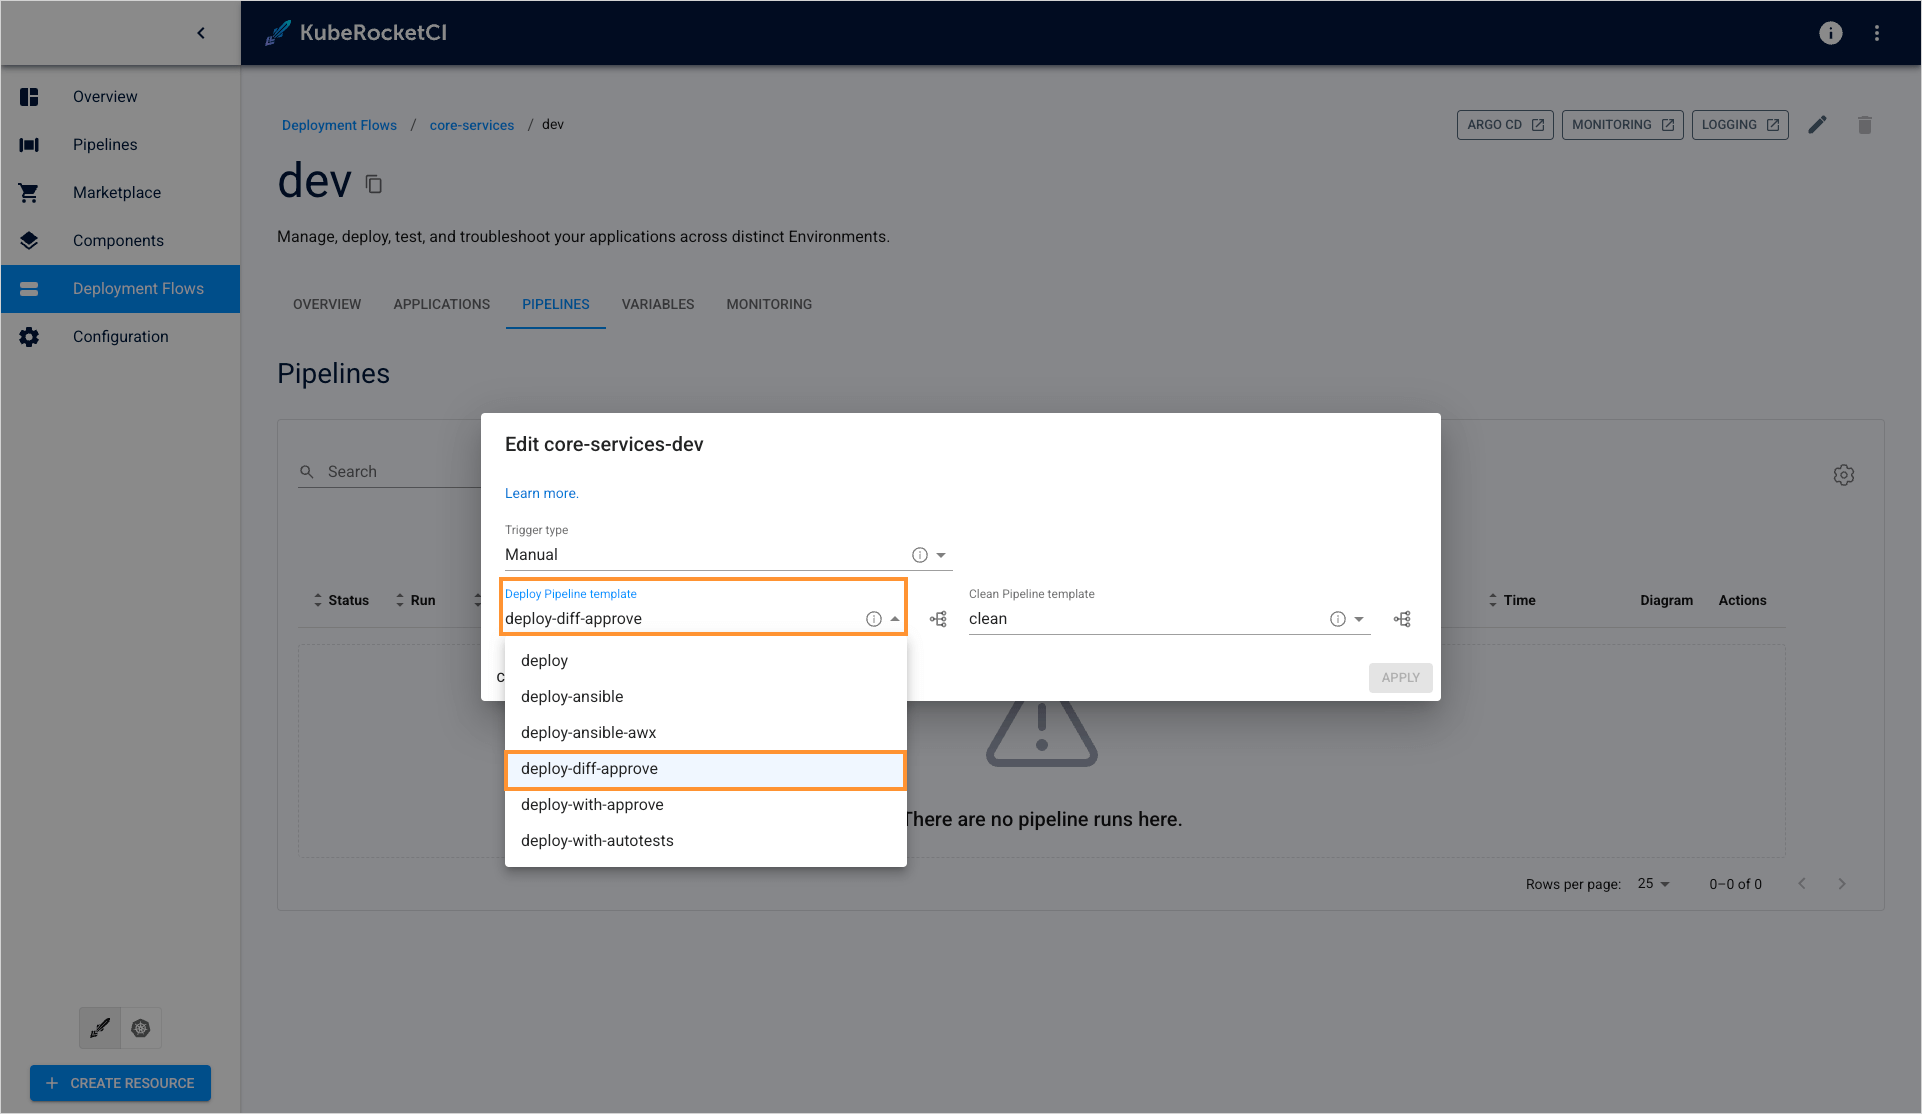 KubeRocketCI
Overview
Pipelines
Marketplace
Components
Deployment Flows
Configuration
CREATE RESOURCE
Deployment Flows / core-services / dev
ARGO CD MONITORING LOGGING
dev
Manage, deploy, test, and troubleshoot your applications across distinct Environments.
OVERVIEW APPLICATIONS PIPELINES VARIABLES MONITORING
Pipelines
Search
Status Run Time Diagram Actions
Edit core-services-dev
Learn more.
Trigger type
Manual
Deploy Pipeline template
deploy-diff-approve
Clean Pipeline template
clean
deploy
deploy-ansible
deploy-ansible-awx
deploy-diff-approve
deploy-with-approve
deploy-with-autotests
APPLY
There are no pipeline runs here.
Rows per page: 25 0–0 of 0